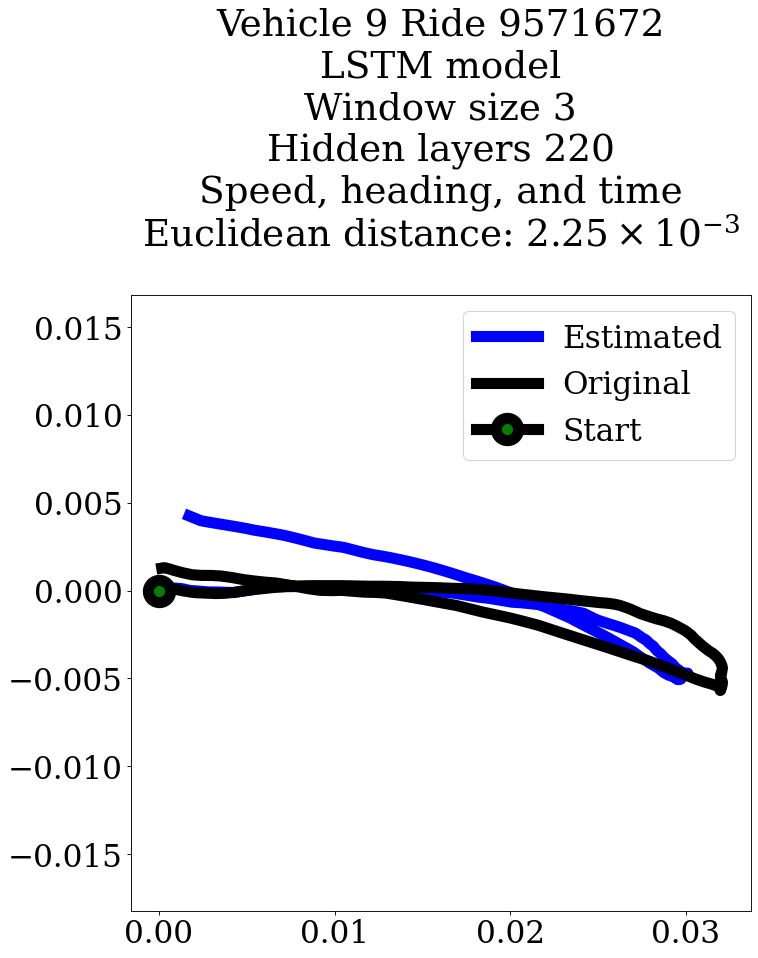 Vehicle 9 Ride 9571672
LSTM model
Window size 3
Hidden layers 220
Speed, heading, and time
Euclidean distance: 2.25 × 10⁻³
Estimated
Original
Start
0.015
0.010
0.005
0.000
−0.005
−0.010
−0.015
0.00 0.01 0.02 0.03